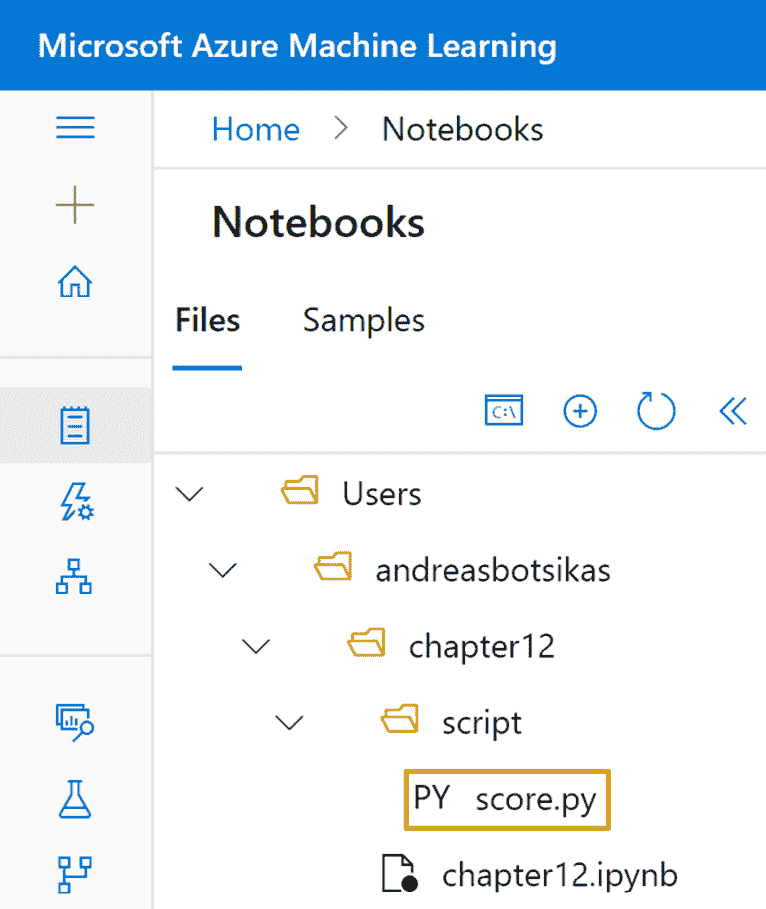 Microsoft Azure Machine Learning
Home > Notebooks
Notebooks
Files Samples
C:\
Users
andreasbotsikas
chapter12
script
PY score.py
chapter12.ipynb